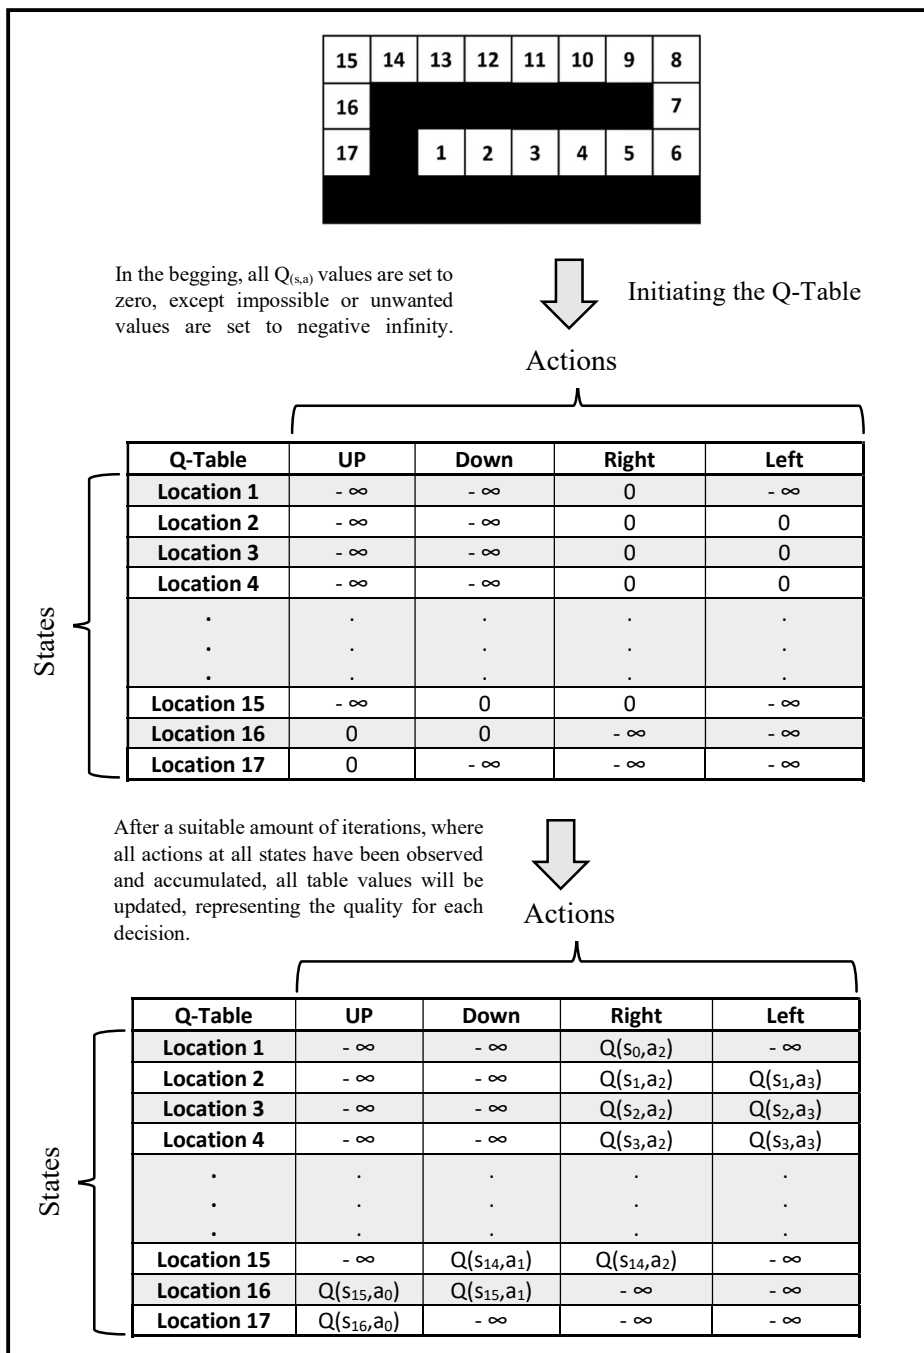 15 14 13 12 11 10 9 8
16 7
17 1 2 3 4 5 6
In the begging, all Q(s,a) values are set to
zero, except impossible or unwanted
values are set to negative infinity.
Initiating the Q-Table
Actions
States
Q-Table UP Down Right Left
Location 1 - ∞ - ∞ 0 - ∞
Location 2 - ∞ - ∞ 0 0
Location 3 - ∞ - ∞ 0 0
Location 4 - ∞ - ∞ 0 0
. . . . .
. . . . .
. . . . .
Location 15 - ∞ 0 0 - ∞
Location 16 0 0 - ∞ - ∞
Location 17 0 - ∞ - ∞ - ∞
After a suitable amount of iterations, where
all actions at all states have been observed
and accumulated, all table values will be
updated, representing the quality for each
decision.
Actions
States
Q-Table UP Down Right Left
Location 1 - ∞ - ∞ Q(s₀,a₂) - ∞
Location 2 - ∞ - ∞ Q(s₁,a₂) Q(s₁,a₃)
Location 3 - ∞ - ∞ Q(s₂,a₂) Q(s₂,a₃)
Location 4 - ∞ - ∞ Q(s₃,a₂) Q(s₃,a₃)
. . . . .
. . . . .
. . . . .
Location 15 - ∞ Q(s₁₄,a₁) Q(s₁₄,a₂) - ∞
Location 16 Q(s₁₅,a₀) Q(s₁₅,a₁) - ∞ - ∞
Location 17 Q(s₁₆,a₀) - ∞ - ∞ - ∞